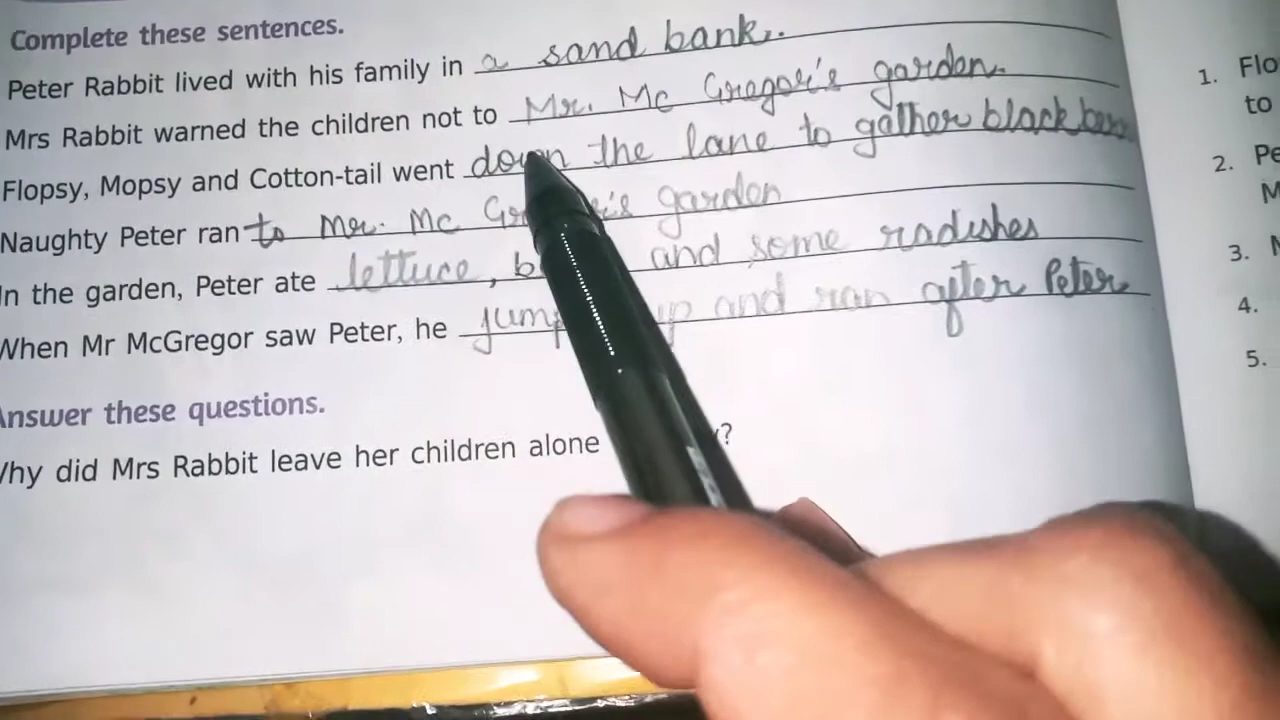 Complete these sentences.
Peter Rabbit lived with his family in a sand bank.
Mrs Rabbit warned the children not to Mr. Mc Gregor's garden.
Flopsy, Mopsy and Cotton-tail went down the lane to gather
Naughty Peter ran to Mr. Mc garden
In the garden, Peter ate lettuce, and some radishes
When Mr McGregor saw Peter, he up and ran after Peter
Answer these questions.
Why did Mrs Rabbit leave her children alone ?
1. Flo
to
2. Pe
M
3. N
4.
5.